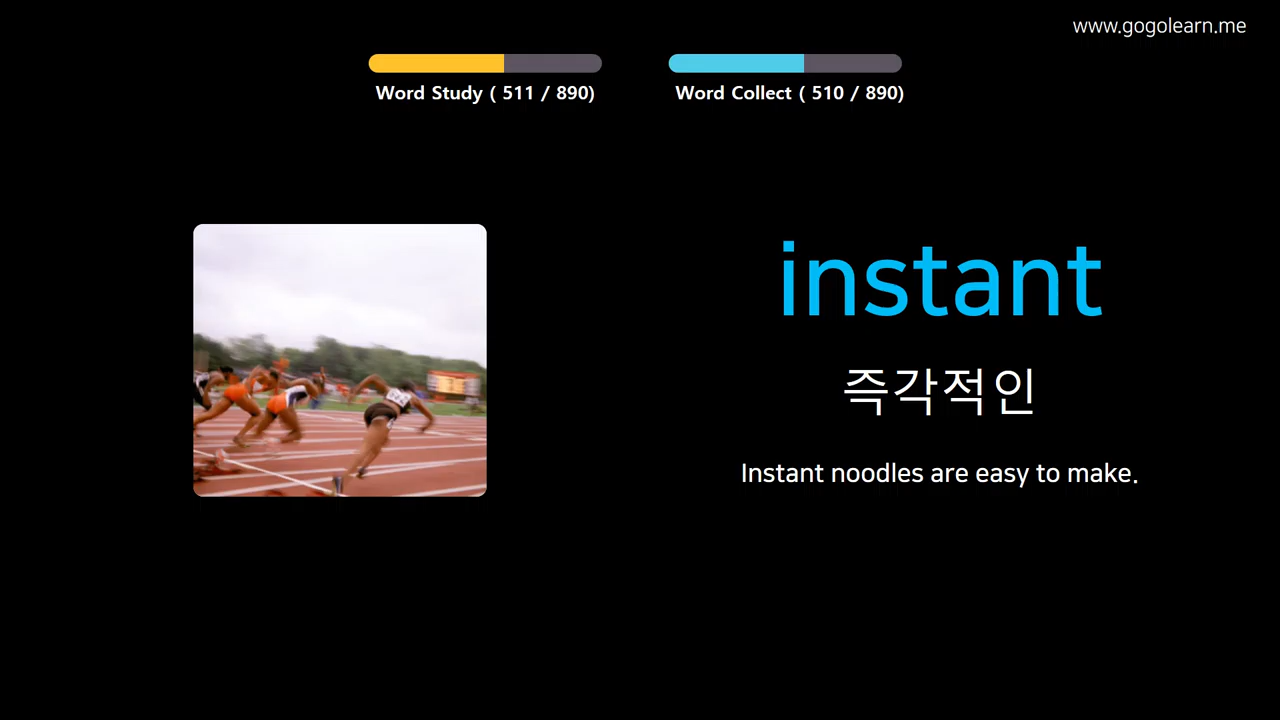 www.gogolearn.me
Word Study ( 511 / 890)
Word Collect ( 510 / 890)
instant
즉각적인
Instant noodles are easy to make.